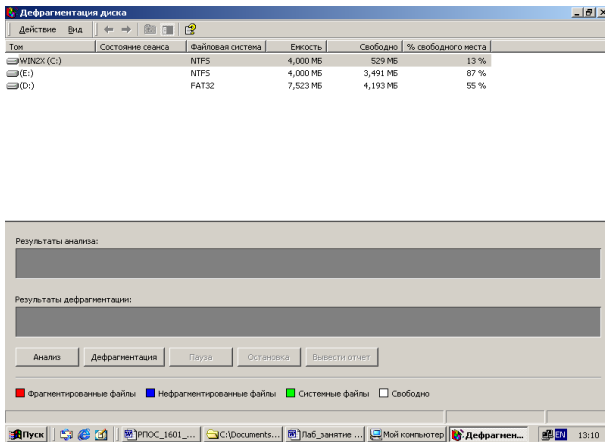 Дефрагментация диска
Действие Вид
Том Состояние сеанса Файловая система Емкость Свободно % свободного места
WIN2X (C:) NTFS 4,000 МБ 529 МБ 13 %
(E:) NTFS 4,000 МБ 3,491 МБ 87 %
(D:) FAT32 7,523 МБ 4,193 МБ 55 %
Результаты анализа:
Результаты дефрагментации:
Анализ Дефрагментация Пауза Остановка Вывести отчет
Фрагментированные файлы Нефрагментированные файлы Системные файлы Свободно
Пуск РПОС_1601_... C:\Documents... Лаб_занятие ... Мой компьютер Дефрагмен... EN 13:10